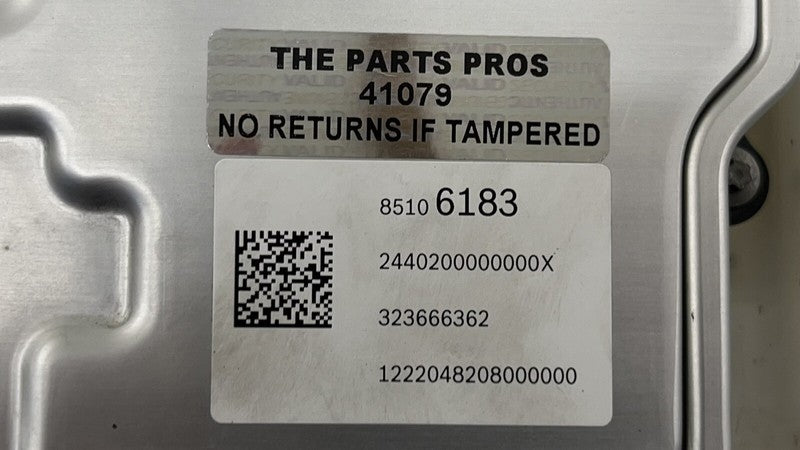 THE PARTS PROS
41079
NO RETURNS IF TAMPERED
8510 6183
2440200000000X
323666362
1222048208000000